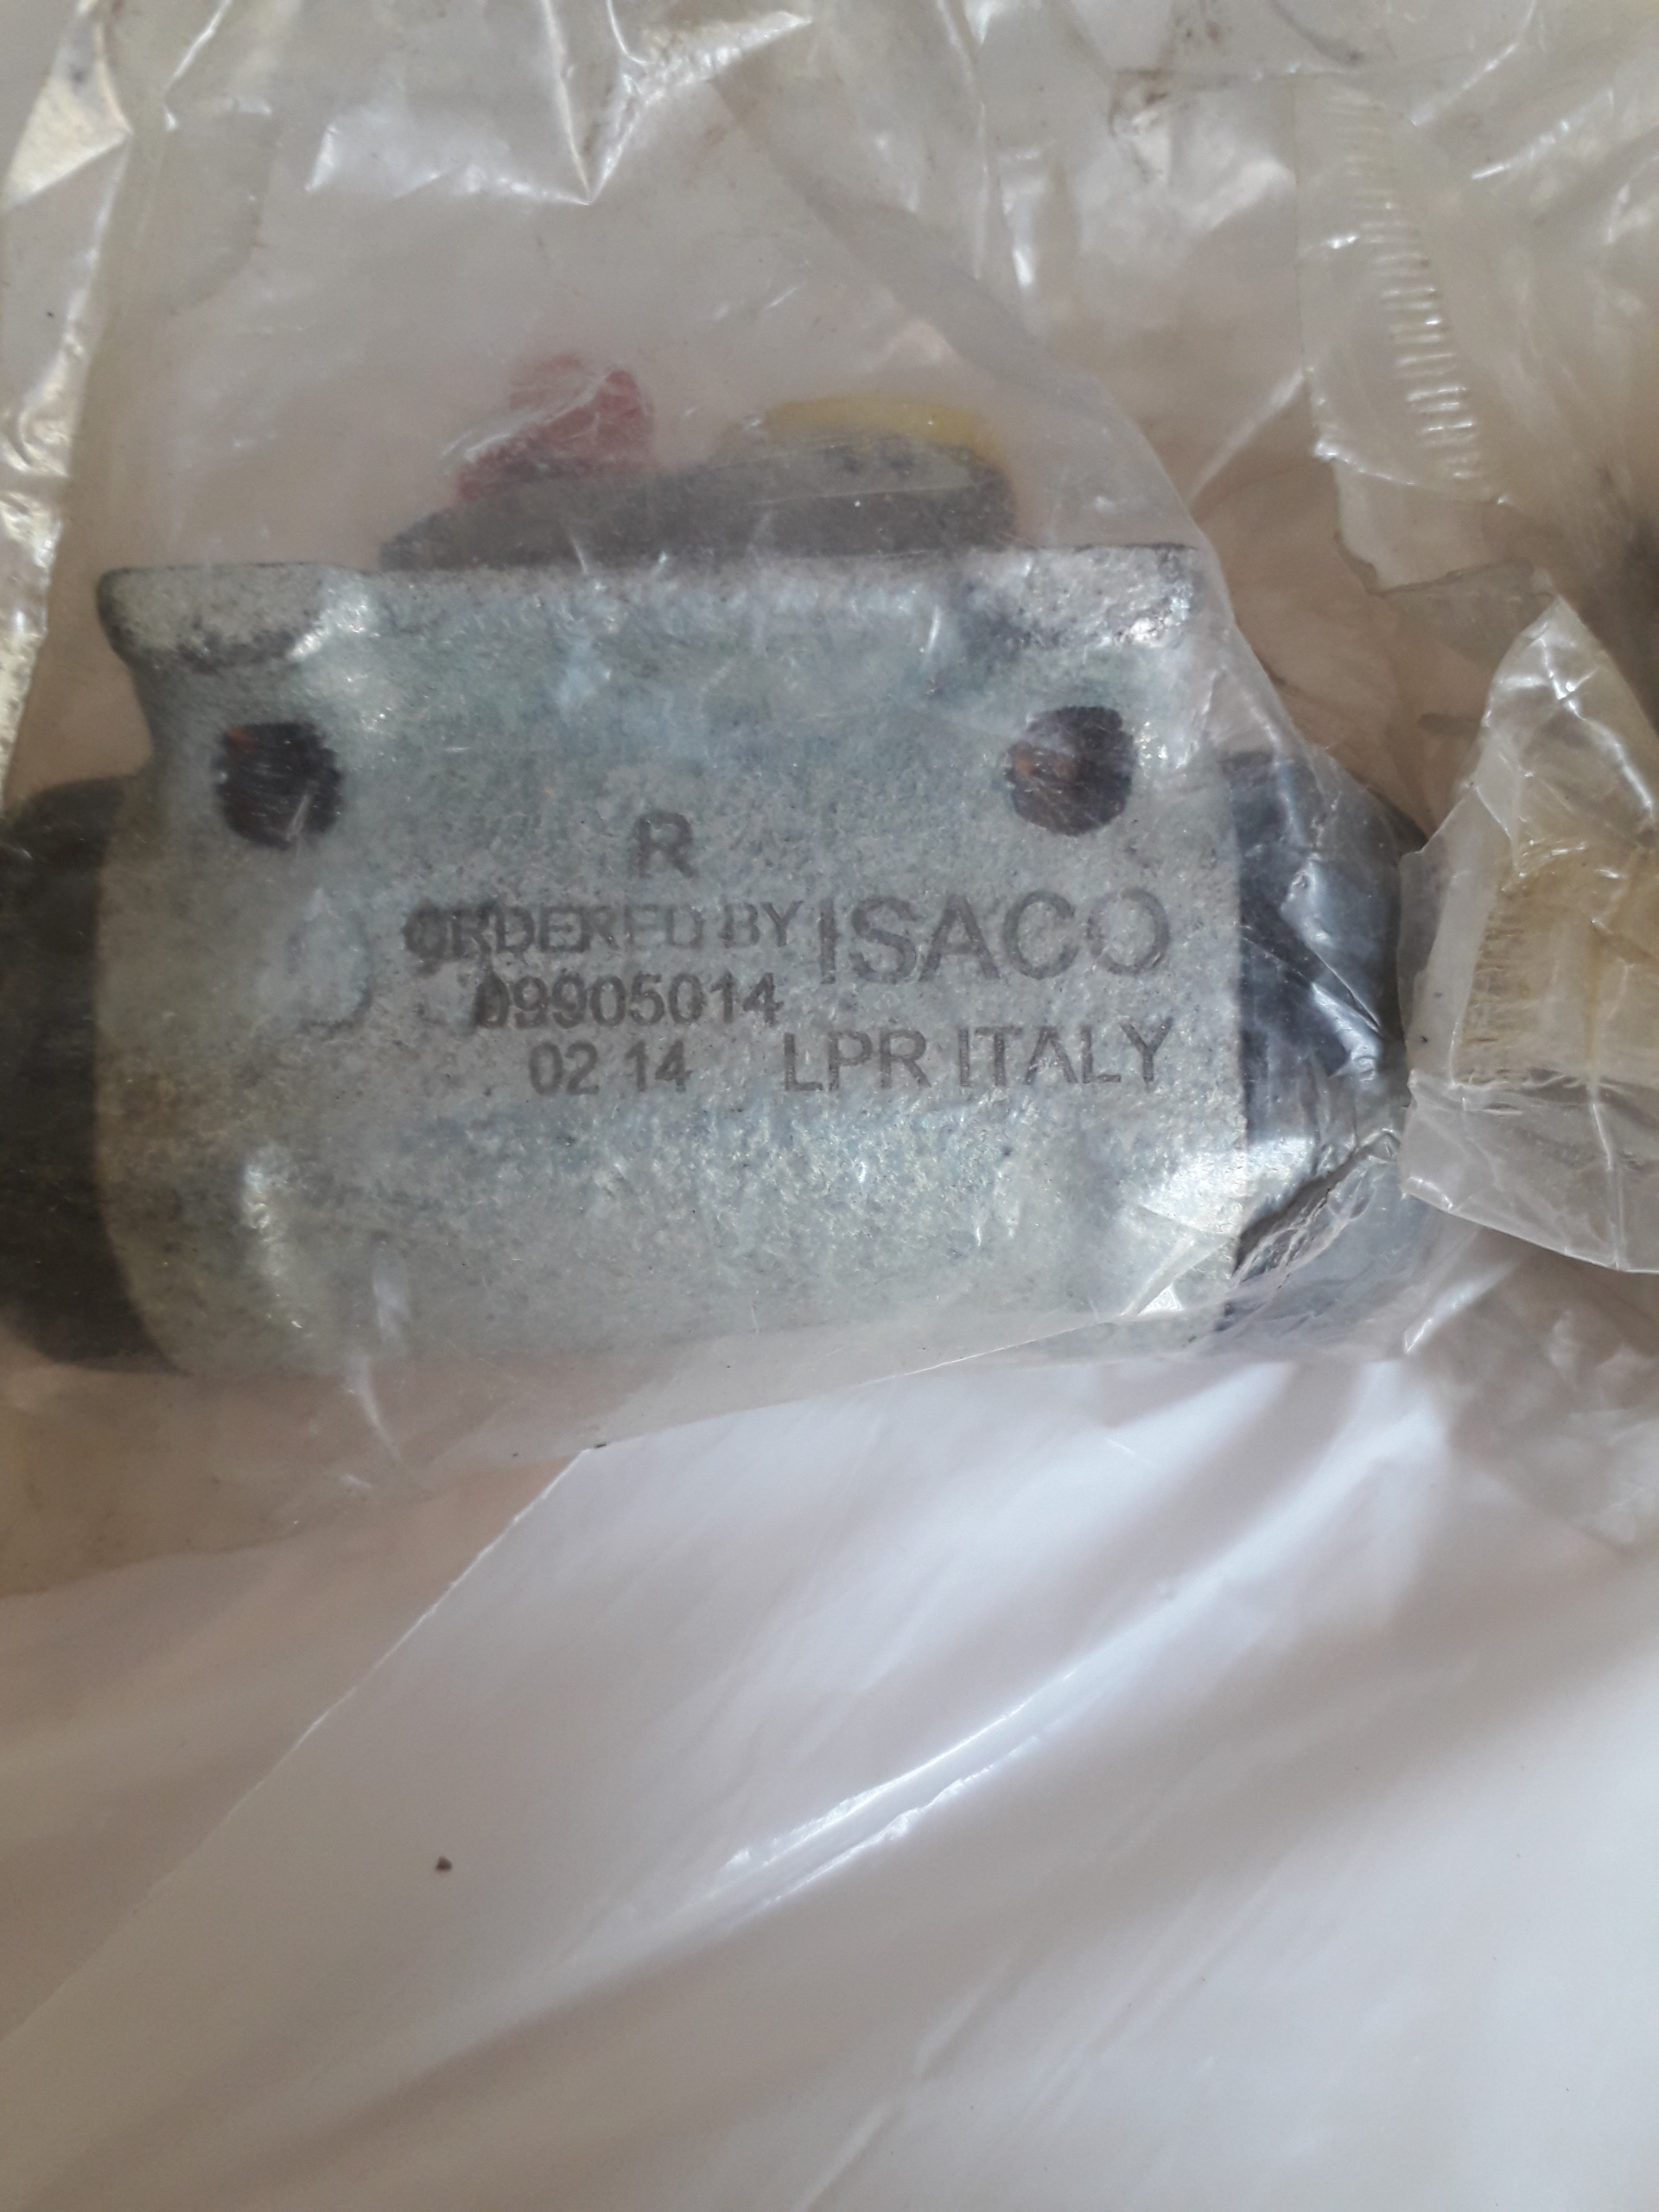 R
ORDERED BY ISACO
09905014
02 14 LPR ITALY